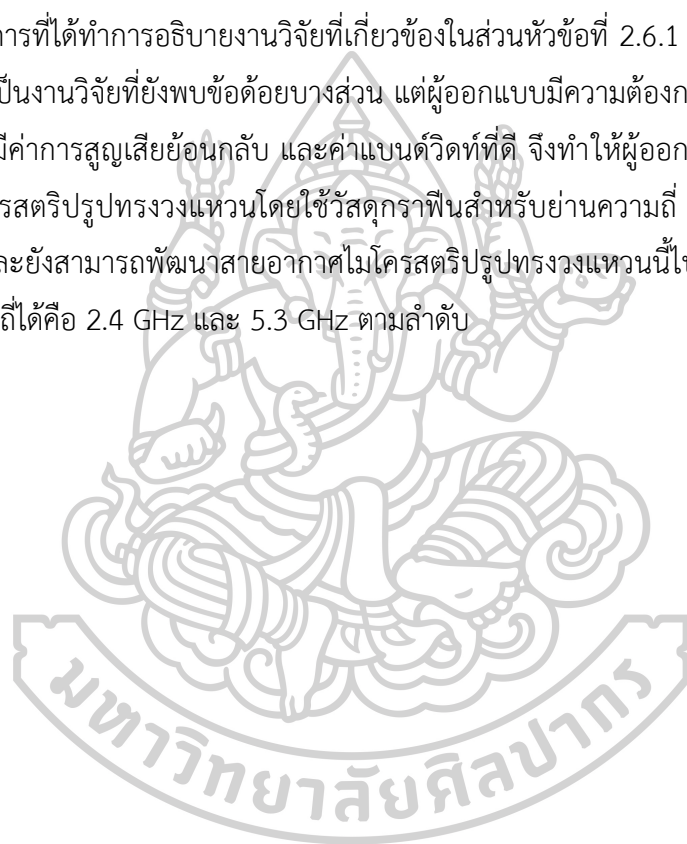 การที่ได้ทำการอธิบายงานวิจัยที่เกี่ยวข้องในส่วนหัวข้อที่ 2.6.1
เป็นงานวิจัยที่ยังพบข้อด้อยบางส่วน แต่ผู้ออกแบบมีความต้องก
มีค่าการสูญเสียย้อนกลับ และค่าแบนด์วิดท์ที่ดี จึงทำให้ผู้ออก
รสตริปรูปทรงวงแหวนโดยใช้วัสดุกราฟีนสำหรับย่านความถี่
ละยังสามารถพัฒนาสายอากาศไมโครสตริปรูปทรงวงแหวนนี้ไป
ถี่ได้คือ 2.4 GHz และ 5.3 GHz ตามลำดับ
มหาวิทยาลัยศิลปากร